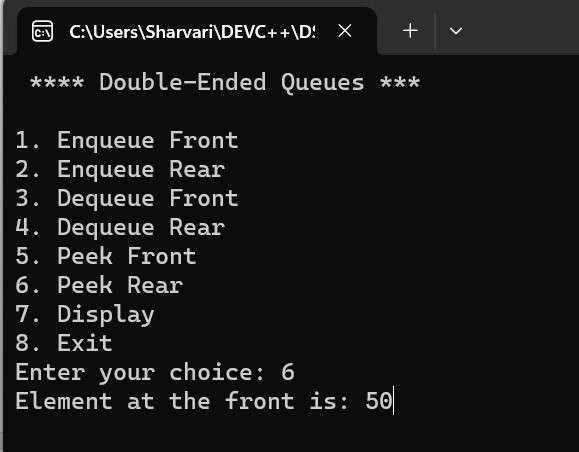 C:\Users\Sharvari\DEVC++\DS
**** Double-Ended Queues ***
1. Enqueue Front
2. Enqueue Rear
3. Dequeue Front
4. Dequeue Rear
5. Peek Front
6. Peek Rear
7. Display
8. Exit
Enter your choice: 6
Element at the front is: 50